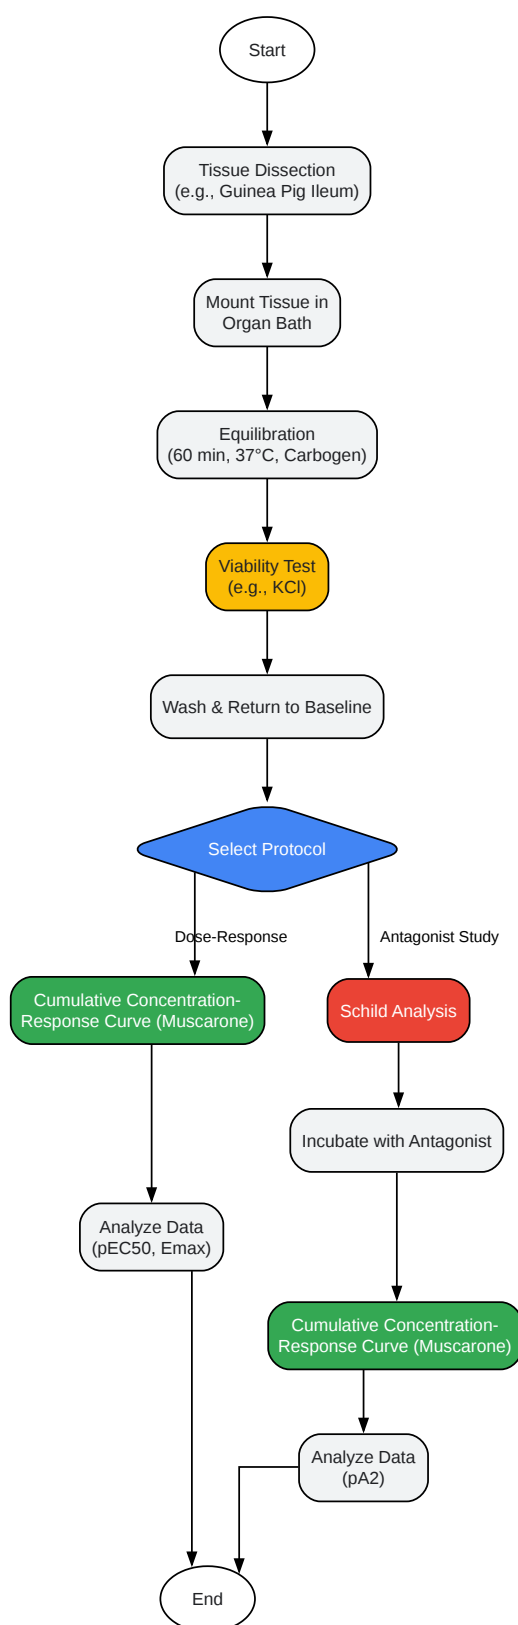 Start
Tissue Dissection
(e.g., Guinea Pig Ileum)
Mount Tissue in
Organ Bath
Equilibration
(60 min, 37°C, Carbogen)
Viability Test
(e.g., KCl)
Wash & Return to Baseline
Select Protocol
Dose-Response
Antagonist Study
Cumulative Concentration-
Response Curve (Muscarone)
Schild Analysis
Incubate with Antagonist
Analyze Data
(pEC50, Emax)
Cumulative Concentration-
Response Curve (Muscarone)
Analyze Data
(pA2)
End